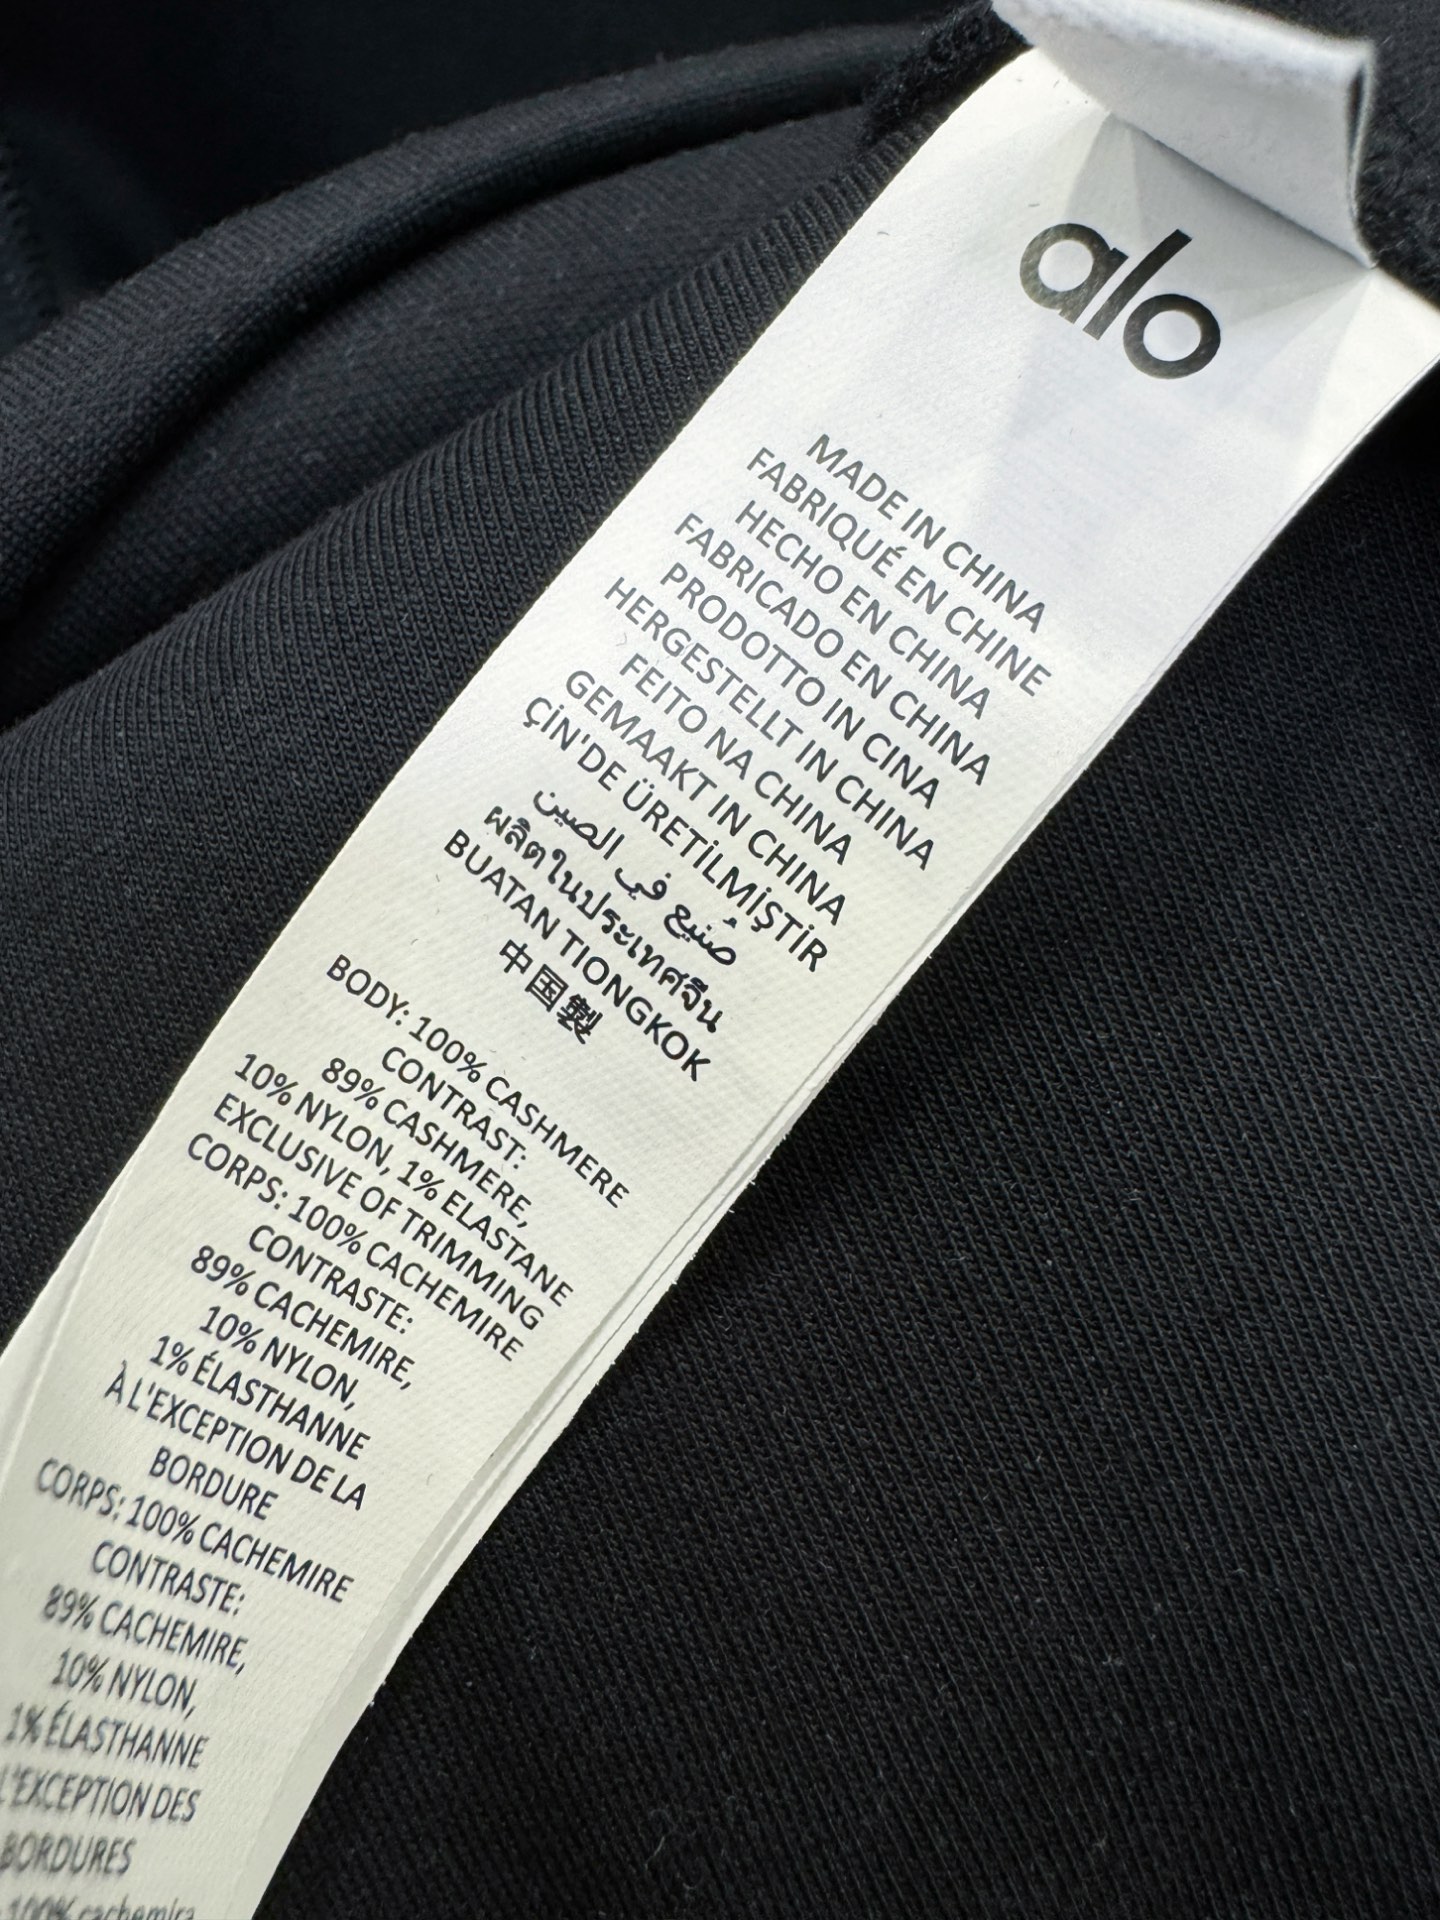 alo
MADE IN CHINA
FABRIQUÉ EN CHINE
HECHO EN CHINA
FABRICADO EN CHINA
PRODOTTO IN CINA
HERGESTELLT IN CHINA
FEITO NA CHINA
GEMAAKT IN CHINA
ÇİN'DE ÜRETİLMİŞTİR
صُنِع في الصين
ผลิตในประเทศจีน
BUATAN TIONGKOK
中国製
BODY: 100% CASHMERE
CONTRAST:
89% CASHMERE,
10% NYLON, 1% ELASTANE
EXCLUSIVE OF TRIMMING
CORPS: 100% CACHEMIRE
CONTRASTE:
89% CACHEMIRE,
10% NYLON,
1% ÉLASTHANNE
À L'EXCEPTION DE LA
BORDURE
CORPS: 100% CACHEMIRE
CONTRASTE:
89% CACHEMIRE,
10% NYLON,
1% ÉLASTHANNE
L'EXCEPTION DES
BORDURES
100% cachemira